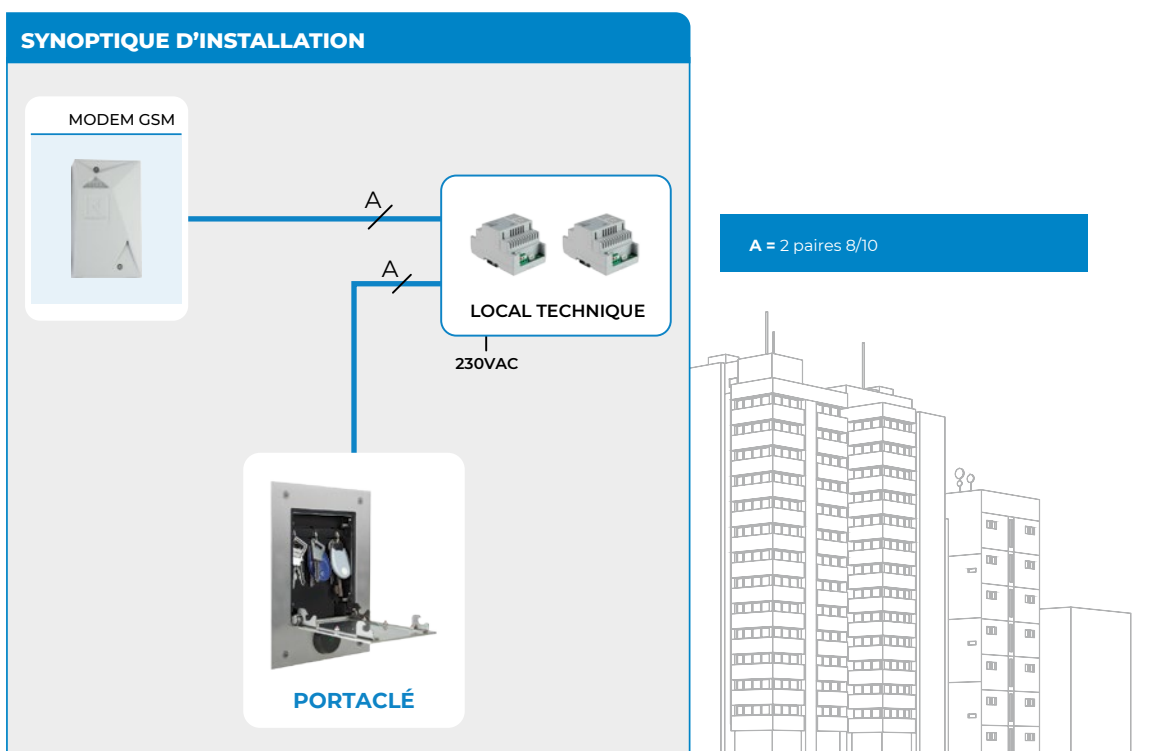 SYNOPTIQUE D'INSTALLATION
MODEM GSM
A
A
LOCAL TECHNIQUE
230VAC
A = 2 paires 8/10
PORTACLÉ